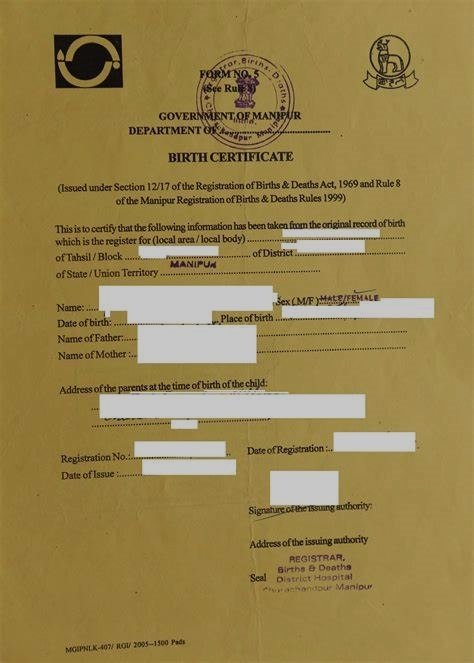 FORM NO. 5
(See Rule 8)
Registrar, Births & Deaths
Churachandpur Manipur
GOVERNMENT OF MANIPUR
DEPARTMENT OF
BIRTH CERTIFICATE
(Issued under Section 12/17 of the Registration of Births & Deaths Act, 1969 and Rule 8
of the Manipur Registration of Births & Deaths Rules 1999)
This is to certify that the following information has been taken from the original record of birth
which is the register for (local area / local body)
of Tahsil / Block of District
of State / Union Territory MANIPUR
Name: Sex (M/F) MALE/FEMALE
Date of birth: Place of birth
Name of Father:
Name of Mother:
Address of the parents at the time of birth of the child:
Registration No.: Date of Registration:
Date of Issue:
Signature of the issuing authority:
Address of the issuing authority
REGISTRAR,
Births & Deaths
Seal District Hospital
Churachandpur Manipur
MGIPNLK-407/ RGI/ 2005-1500 Pads